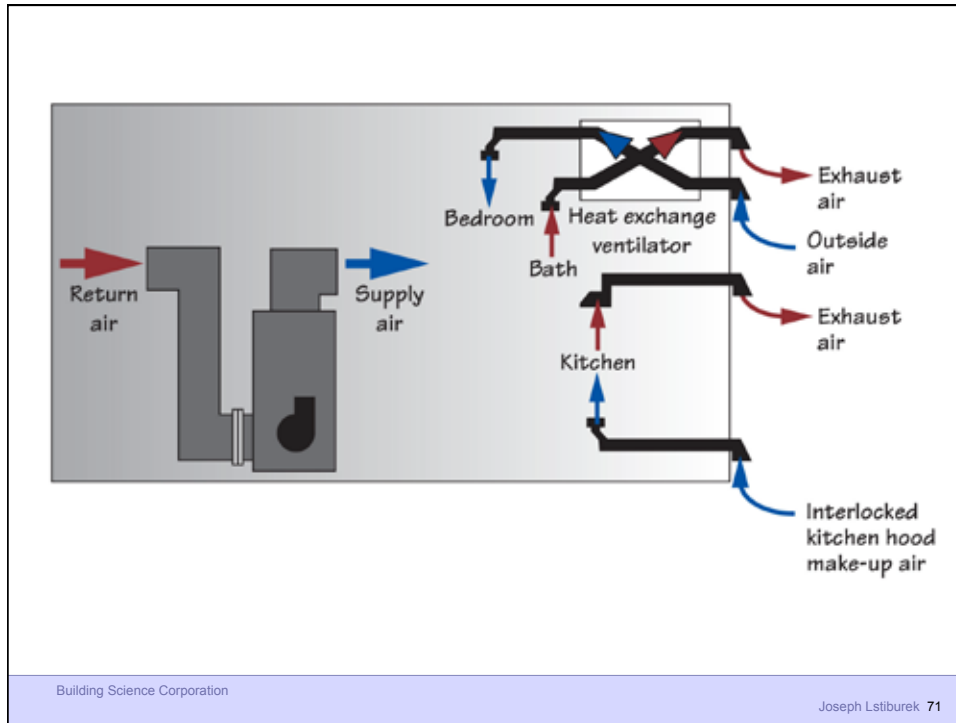 Exhaust
air
Bedroom
Heat exchange
ventilator
Outside
air
Bath
Return
air
Supply
air
Exhaust
air
Kitchen
Interlocked
kitchen hood
make-up air
Building Science Corporation
Joseph Lstiburek 71